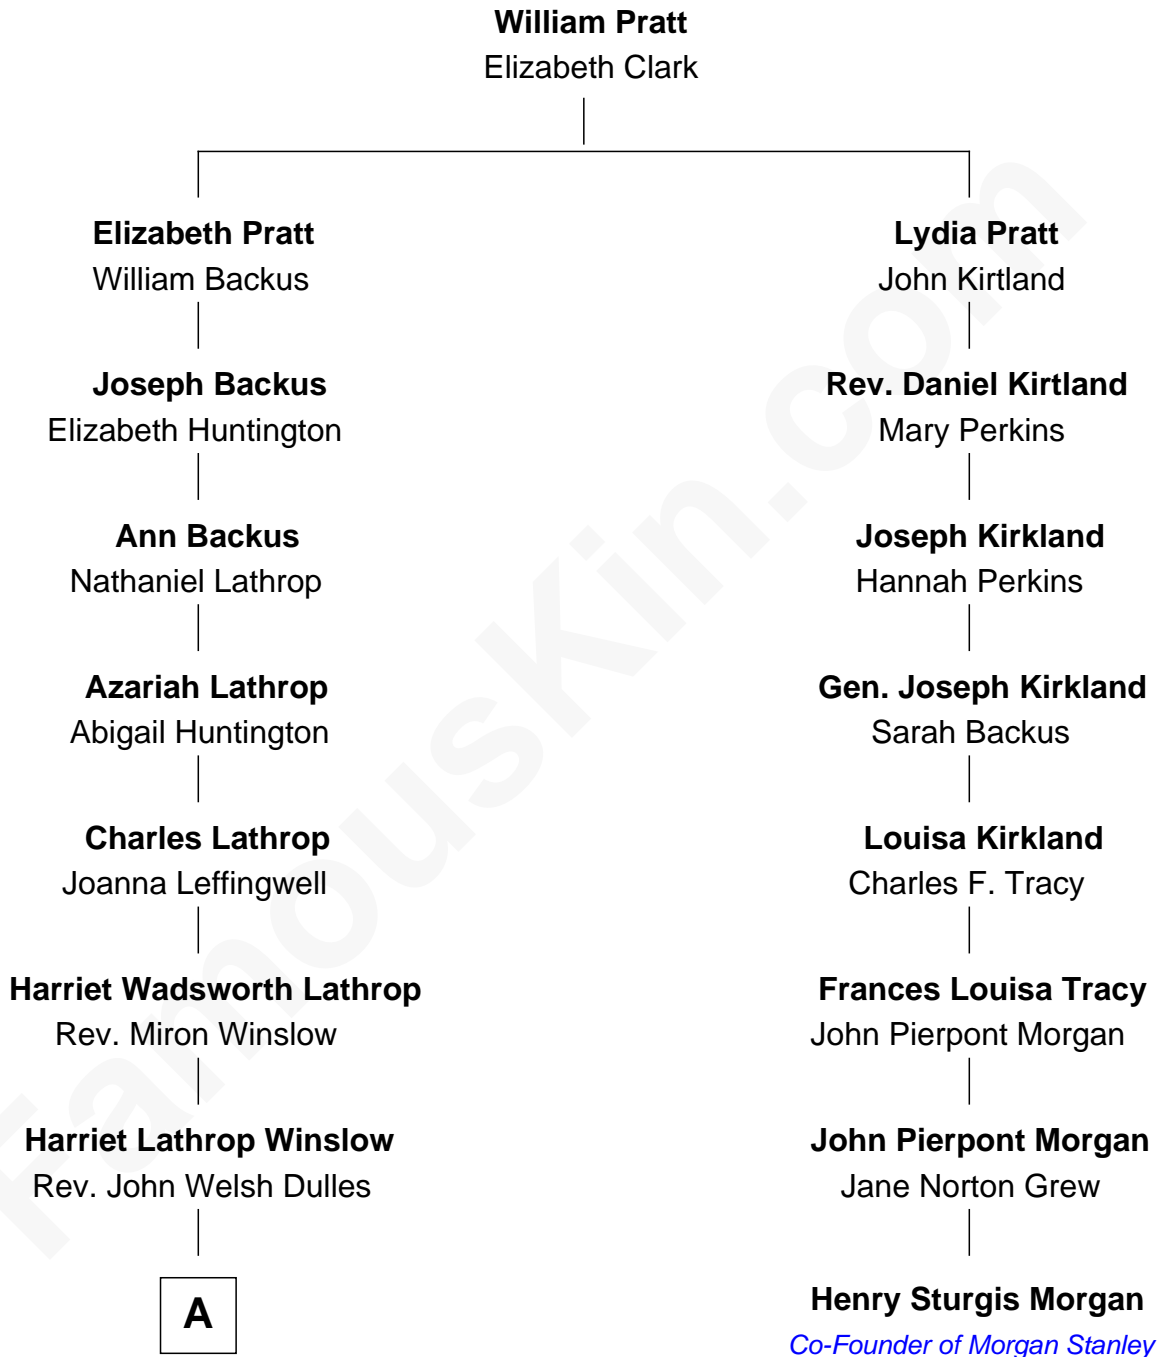 William Pratt
Elizabeth Clark
Elizabeth Pratt
William Backus
Lydia Pratt
John Kirtland
Joseph Backus
Elizabeth Huntington
Rev. Daniel Kirtland
Mary Perkins
Ann Backus
Nathaniel Lathrop
Joseph Kirkland
Hannah Perkins
Azariah Lathrop
Abigail Huntington
Gen. Joseph Kirkland
Sarah Backus
Charles Lathrop
Joanna Leffingwell
Louisa Kirkland
Charles F. Tracy
Harriet Wadsworth Lathrop
Rev. Miron Winslow
Frances Louisa Tracy
John Pierpont Morgan
Harriet Lathrop Winslow
Rev. John Welsh Dulles
John Pierpont Morgan
Jane Norton Grew
A
Henry Sturgis Morgan
Co-Founder of Morgan Stanley
FamousKin.com